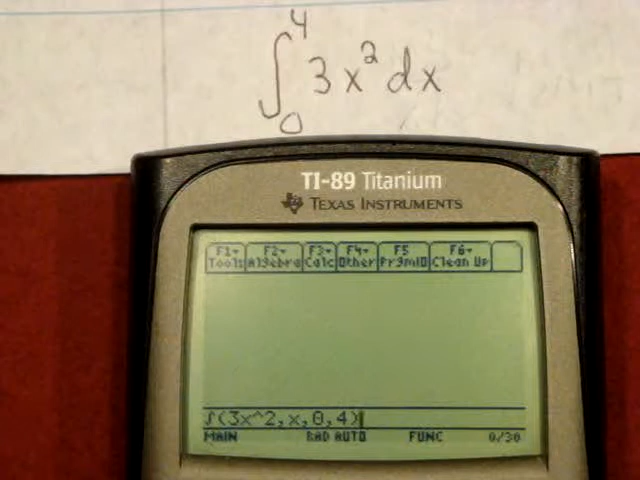 ∫₀⁴ 3x² dx
TI-89 Titanium
TEXAS INSTRUMENTS
F1 F2 F3 F4 F5 F6
Tools Algebra Calc Other PrgmIO Clean Up
∫(3x^2,x,0,4)
MAIN RAD AUTO FUNC 0/30